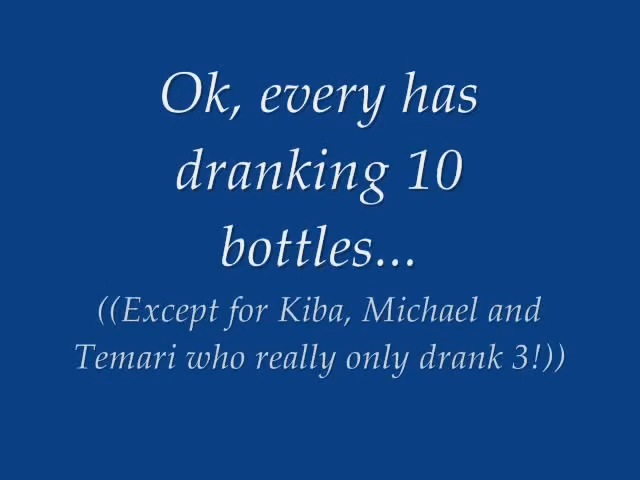 Ok, every has
dranking 10
bottles...
((Except for Kiba, Michael and
Temari who really only drank 3!))